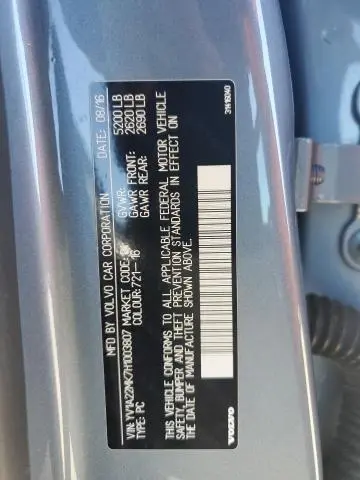 MFD BY VOLVO CAR CORPORATION DATE: 08/16
GVWR: 5200 LB
GAWR FRONT: 2620 LB
GAWR REAR: 2690 LB
VIN: YV1A22MK7H1003807 MARKET CODE:
TYPE: PC COLOUR: 721-16
THIS VEHICLE CONFORMS TO ALL APPLICABLE FEDERAL MOTOR VEHICLE
SAFETY, BUMPER AND THEFT PREVENTION STANDARDS IN EFFECT ON
THE DATE OF MANUFACTURE SHOWN ABOVE.
VOLVO
31416040